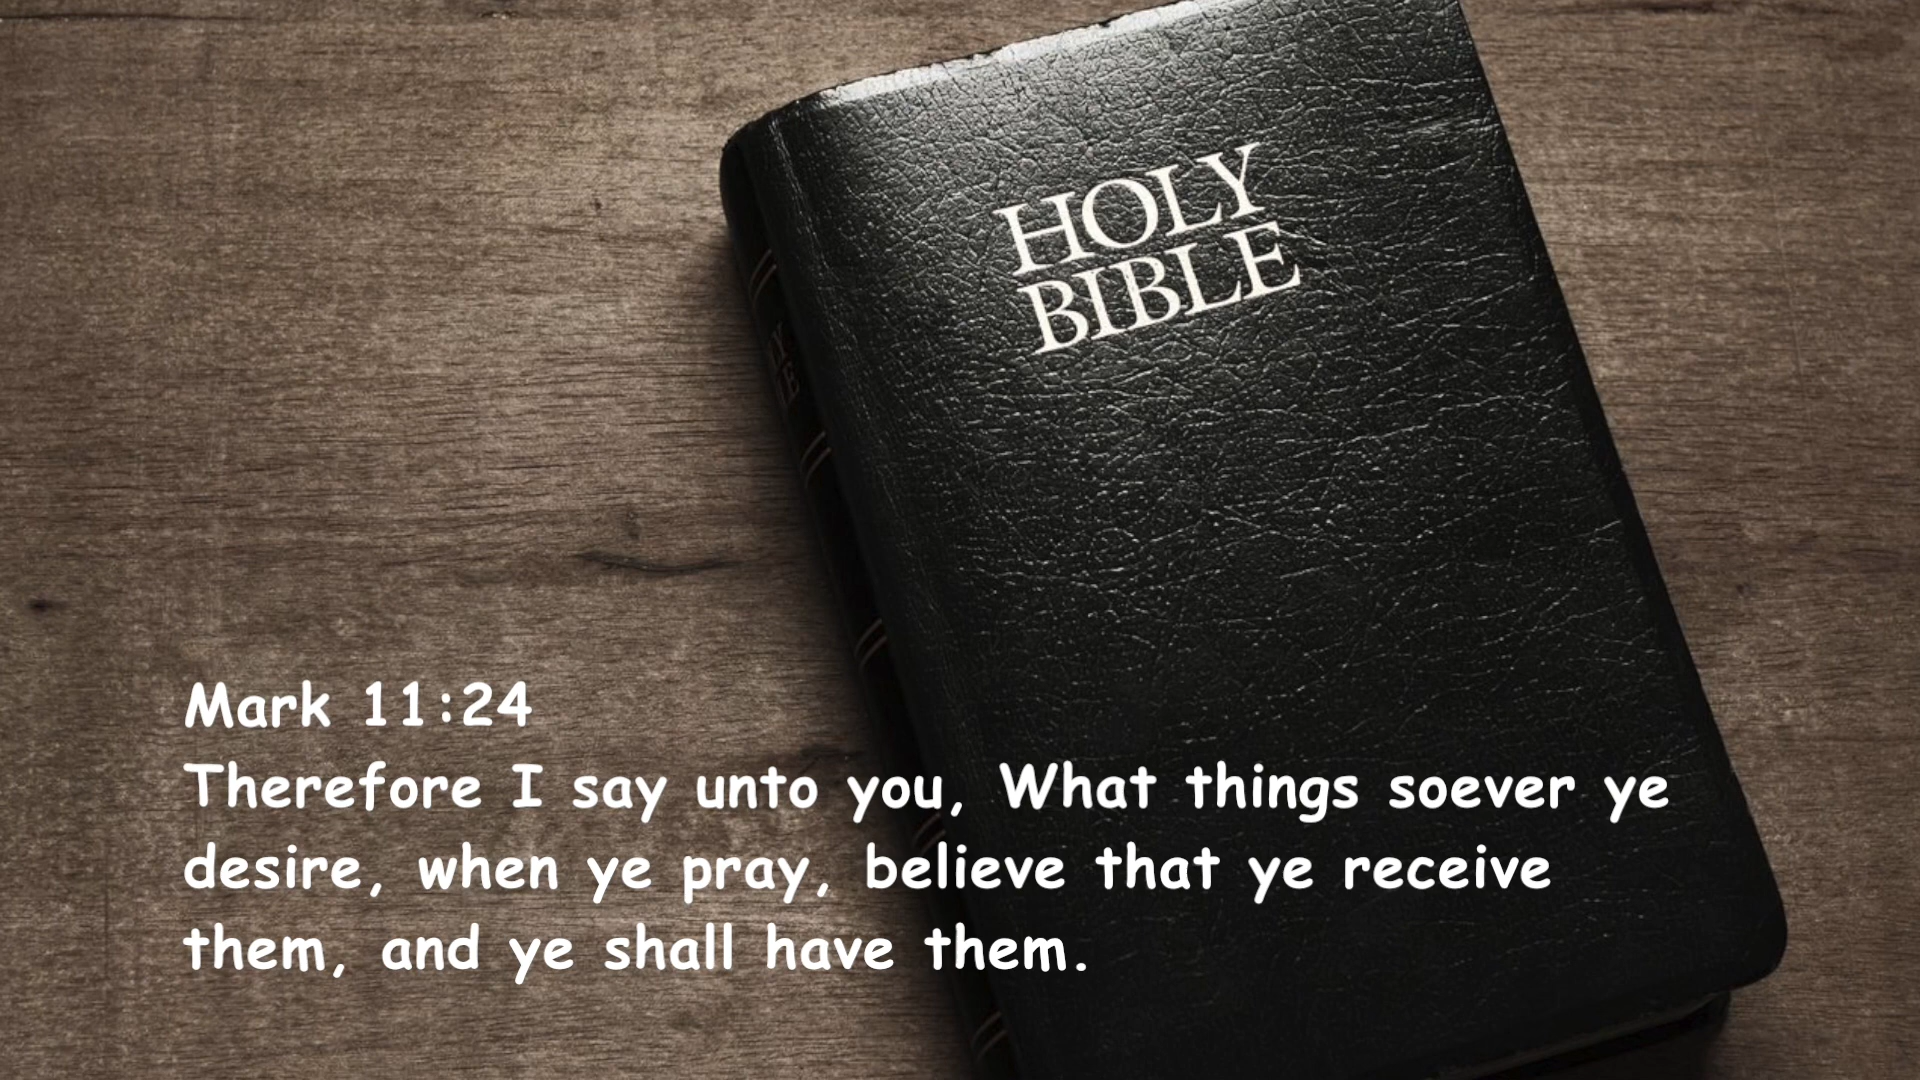 HOLY
BIBLE
Mark 11:24
Therefore I say unto you, What things soever ye
desire, when ye pray, believe that ye receive
them, and ye shall have them.